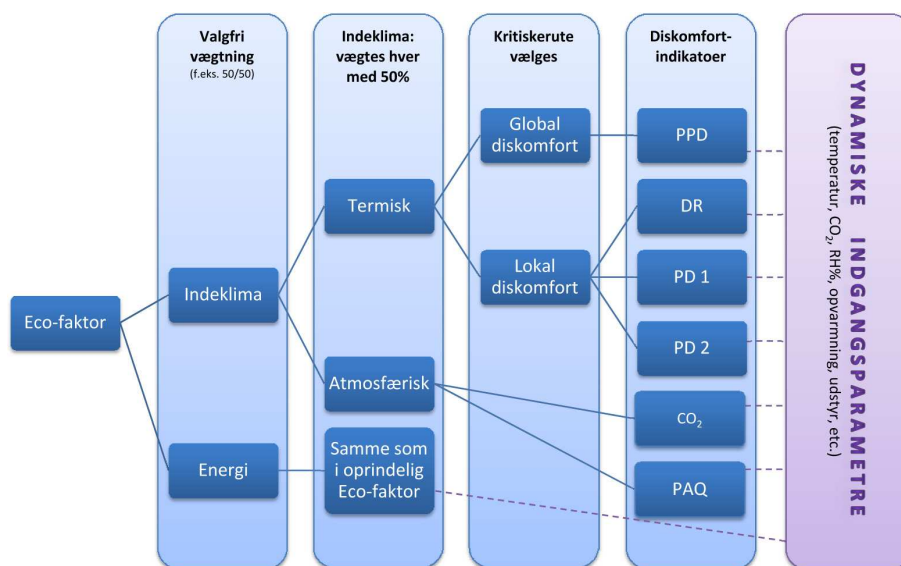 Valgfri
vægtning
(f.eks. 50/50)
Indeklima:
vægtes hver
med 50%
Kritiskerute
vælges
Diskomfort-
indikatoer
Eco-faktor
Indeklima
Energi
Termisk
Atmosfærisk
Samme som
i oprindelig
Eco-faktor
Global
diskomfort
Lokal
diskomfort
PPD
DR
PD 1
PD 2
CO₂
PAQ
DYNAMISKE INDGANGSPARAMETRE
(temperatur, CO₂, RH%, opvarmning, udstyr, etc.)